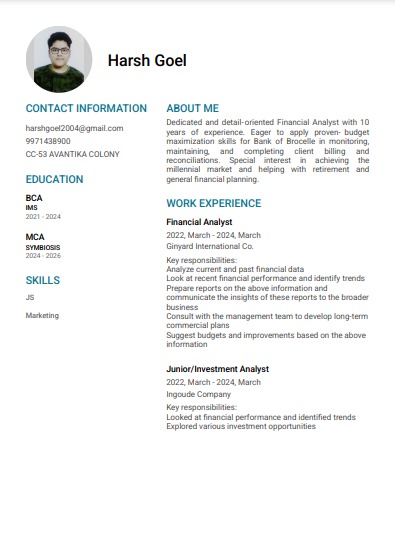 Harsh Goel
CONTACT INFORMATION
harshgoel2004@gmail.com
9971438900
CC-53 AVANTIKA COLONY
EDUCATION
BCA
IMS
2021 - 2024
MCA
SYMBIOSIS
2024 - 2026
SKILLS
JS
Marketing
ABOUT ME
Dedicated and detail-oriented Financial Analyst with 10
years of experience. Eager to apply proven- budget
maximization skills for Bank of Brocelle in monitoring,
maintaining, and completing client billing and
reconciliations. Special interest in achieving the
millennial market and helping with retirement and
general financial planning.
WORK EXPERIENCE
Financial Analyst
2022, March - 2024, March
Ginyard International Co.
Key responsibilities:
Analyze current and past financial data
Look at recent financial performance and identify trends
Prepare reports on the above information and
communicate the insights of these reports to the broader
business
Consult with the management team to develop long-term
commercial plans
Suggest budgets and improvements based on the above
information
Junior/Investment Analyst
2022, March - 2024, March
Ingoude Company
Key responsibilities:
Looked at financial performance and identified trends
Explored various investment opportunities